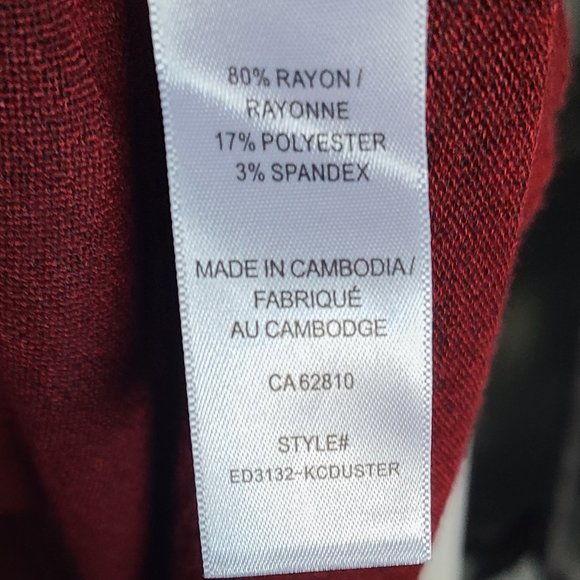 80% RAYON /
RAYONNE
17% POLYESTER
3% SPANDEX
MADE IN CAMBODIA/
FABRIQUÉ
AU CAMBODGE
CA 62810
STYLE#
ED3132-KCDUSTER